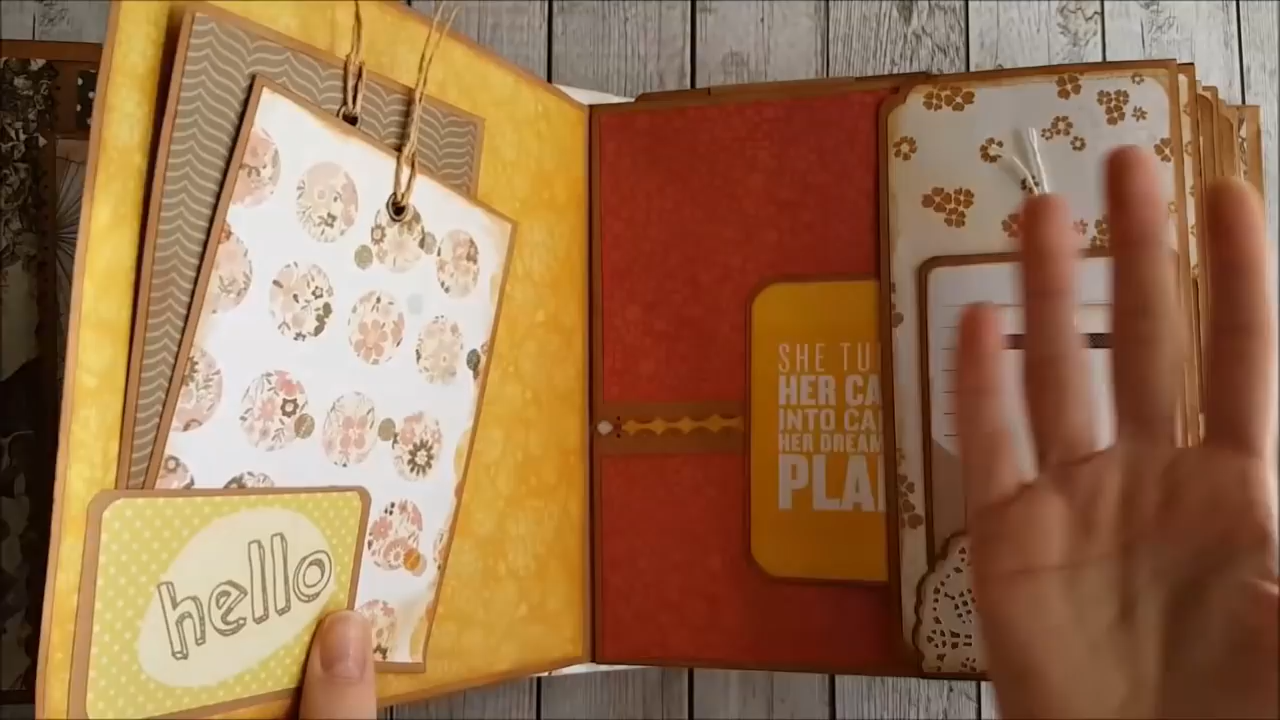 hello
SHE TU
HER CA
INTO CA
HER DREAM
PLA